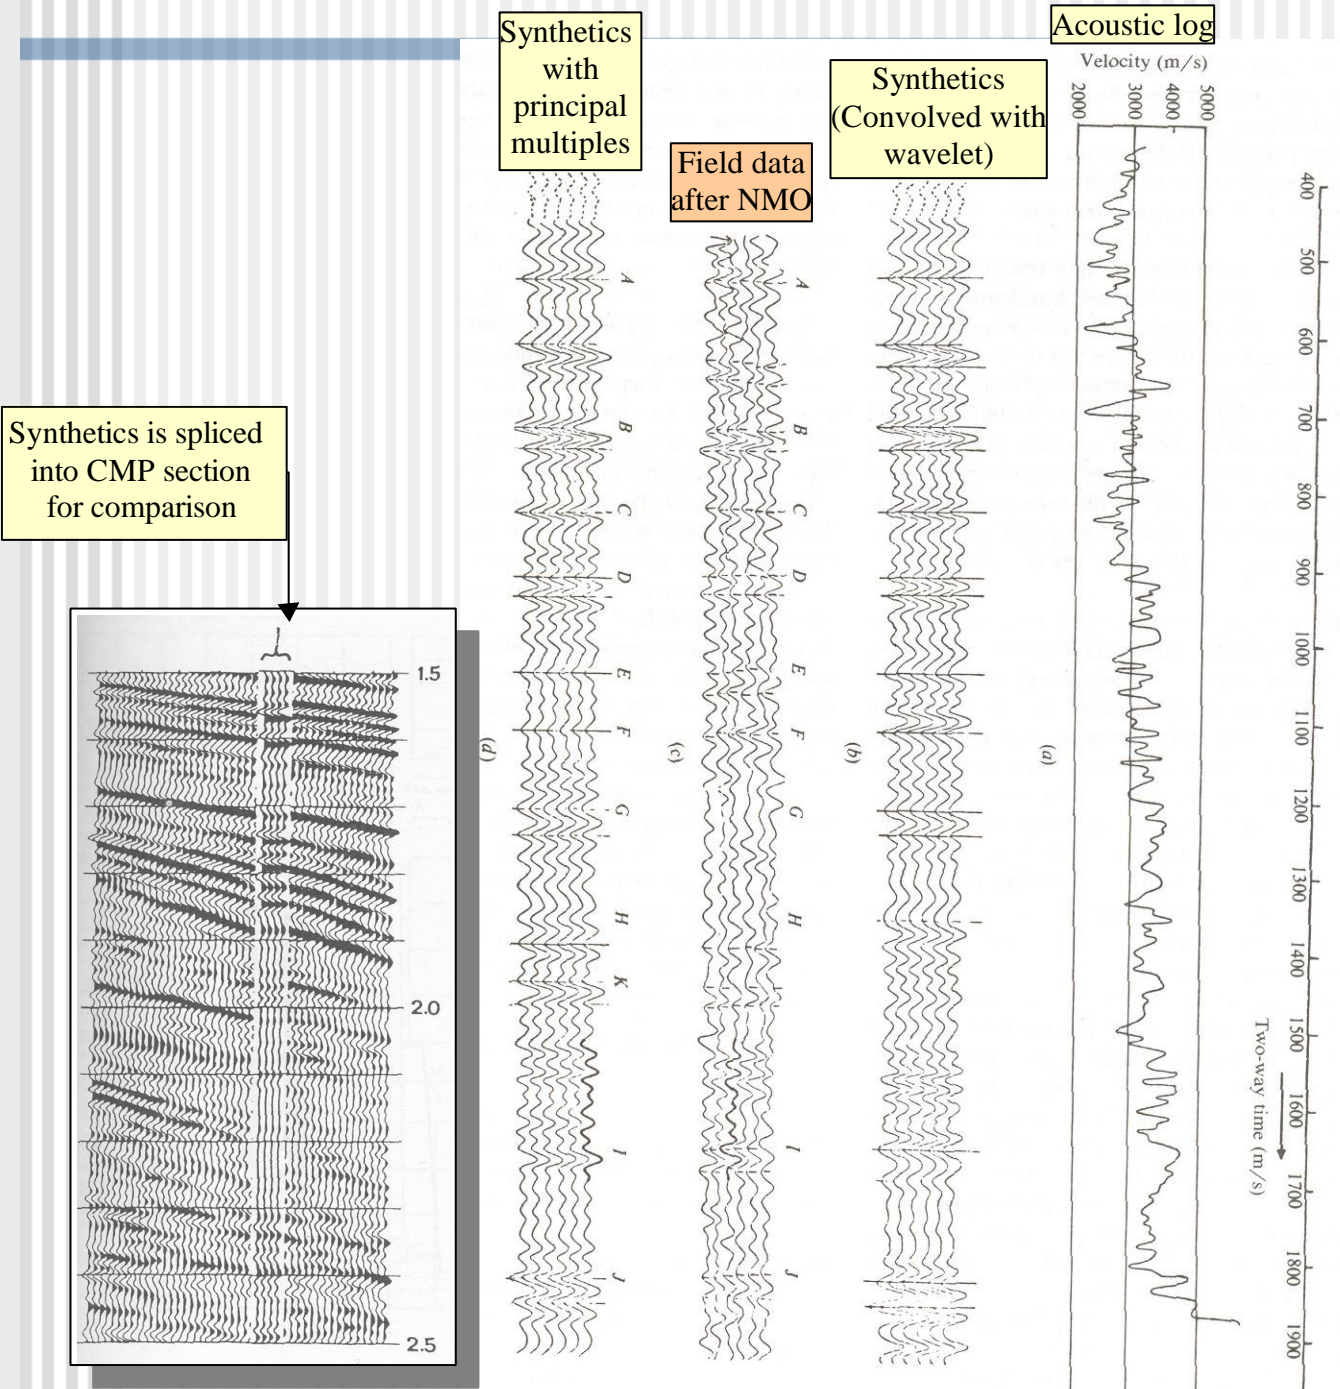 Synthetics
with
principal
multiples
Field data
after NMO
Synthetics
(Convolved with
wavelet)
Acoustic log
Velocity (m/s)
2000
3000
4000
5000
400
500
600
700
800
900
1000
1100
1200
1300
1400
1500
1600
1700
1800
1900
Two-way time (m/s)
(a)
(b)
(c)
(d)
A
B
C
D
E
F
G
H
K
I
J
A
B
C
D
E
F
G
H
I
J
Synthetics is spliced
into CMP section
for comparison
1.5
2.0
2.5